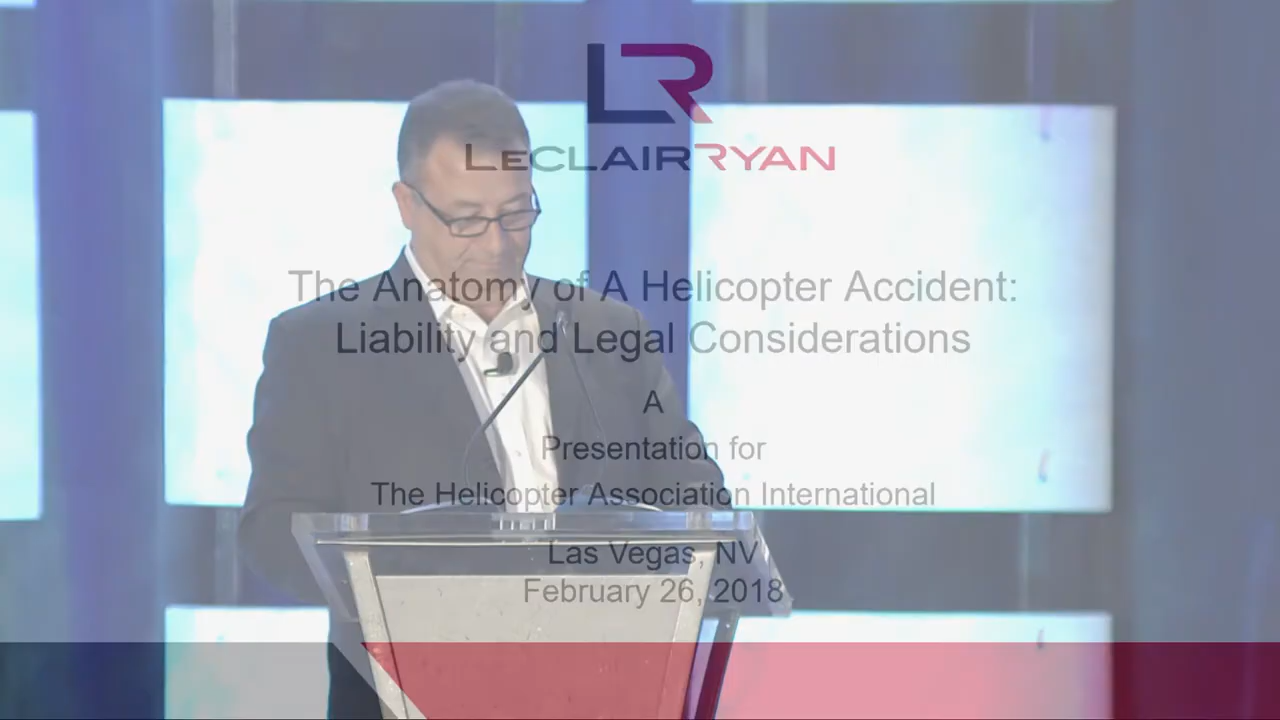 LR
LECLAIRRYAN
The Anatomy of A Helicopter Accident:
Liability and Legal Considerations
A
Presentation for
The Helicopter Association International
Las Vegas, NV
February 26, 2018